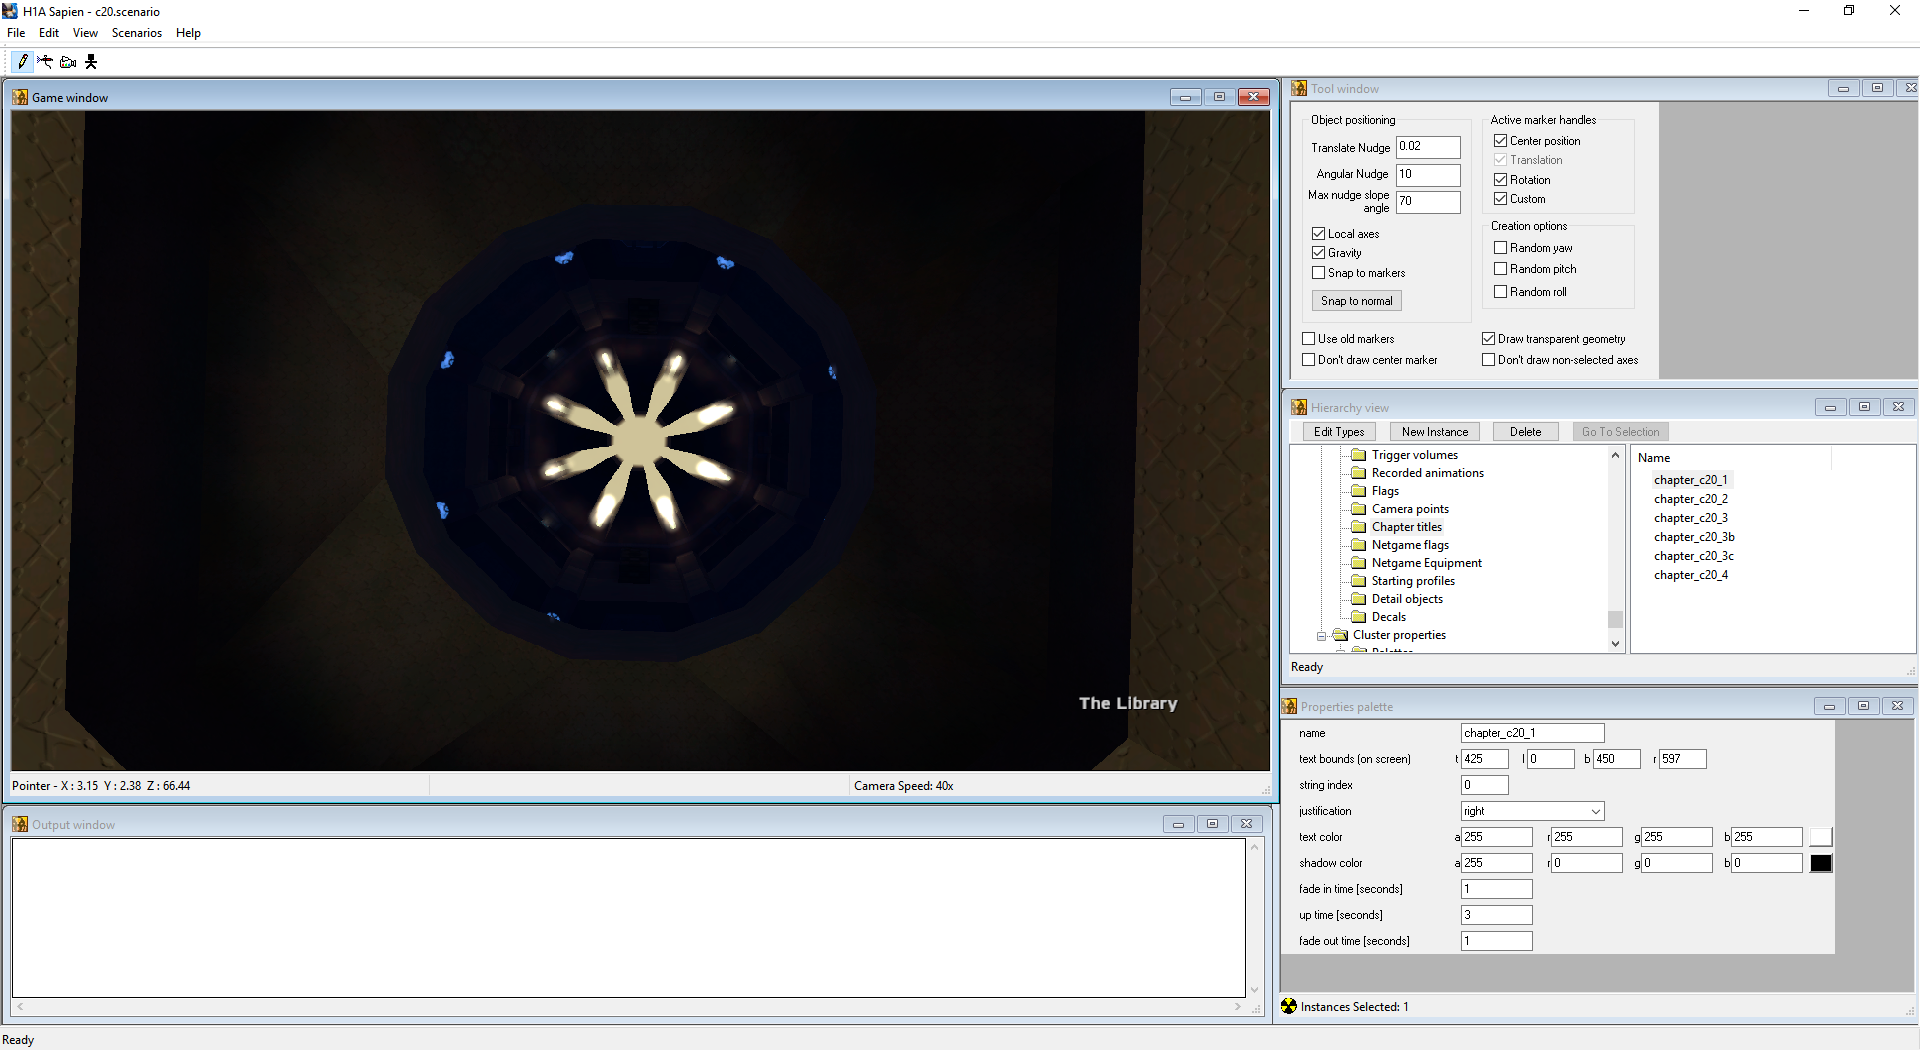 H1A Sapien - c20.scenario
File Edit View Scenarios Help
Game window
The Library
Pointer - X : 3.15 Y : 2.38 Z : 66.44
Camera Speed: 40x
Output window
Ready
Tool window
Object positioning
Translate Nudge 0.02
Angular Nudge 10
Max nudge slope angle 70
Local axes
Gravity
Snap to markers
Snap to normal
Active marker handles
Center position
Translation
Rotation
Custom
Creation options
Random yaw
Random pitch
Random roll
Use old markers
Don't draw center marker
Draw transparent geometry
Don't draw non-selected axes
Hierarchy view
Edit Types New Instance Delete Go To Selection
Trigger volumes
Recorded animations
Flags
Camera points
Chapter titles
Netgame flags
Netgame Equipment
Starting profiles
Detail objects
Decals
Cluster properties
Name
chapter_c20_1
chapter_c20_2
chapter_c20_3
chapter_c20_3b
chapter_c20_3c
chapter_c20_4
Ready
Properties palette
name chapter_c20_1
text bounds (on screen) t 425 l 0 b 450 r 597
string index 0
justification right
text color a 255 r 255 g 255 b 255
shadow color a 255 r 0 g 0 b 0
fade in time [seconds] 1
up time [seconds] 3
fade out time [seconds] 1
Instances Selected: 1